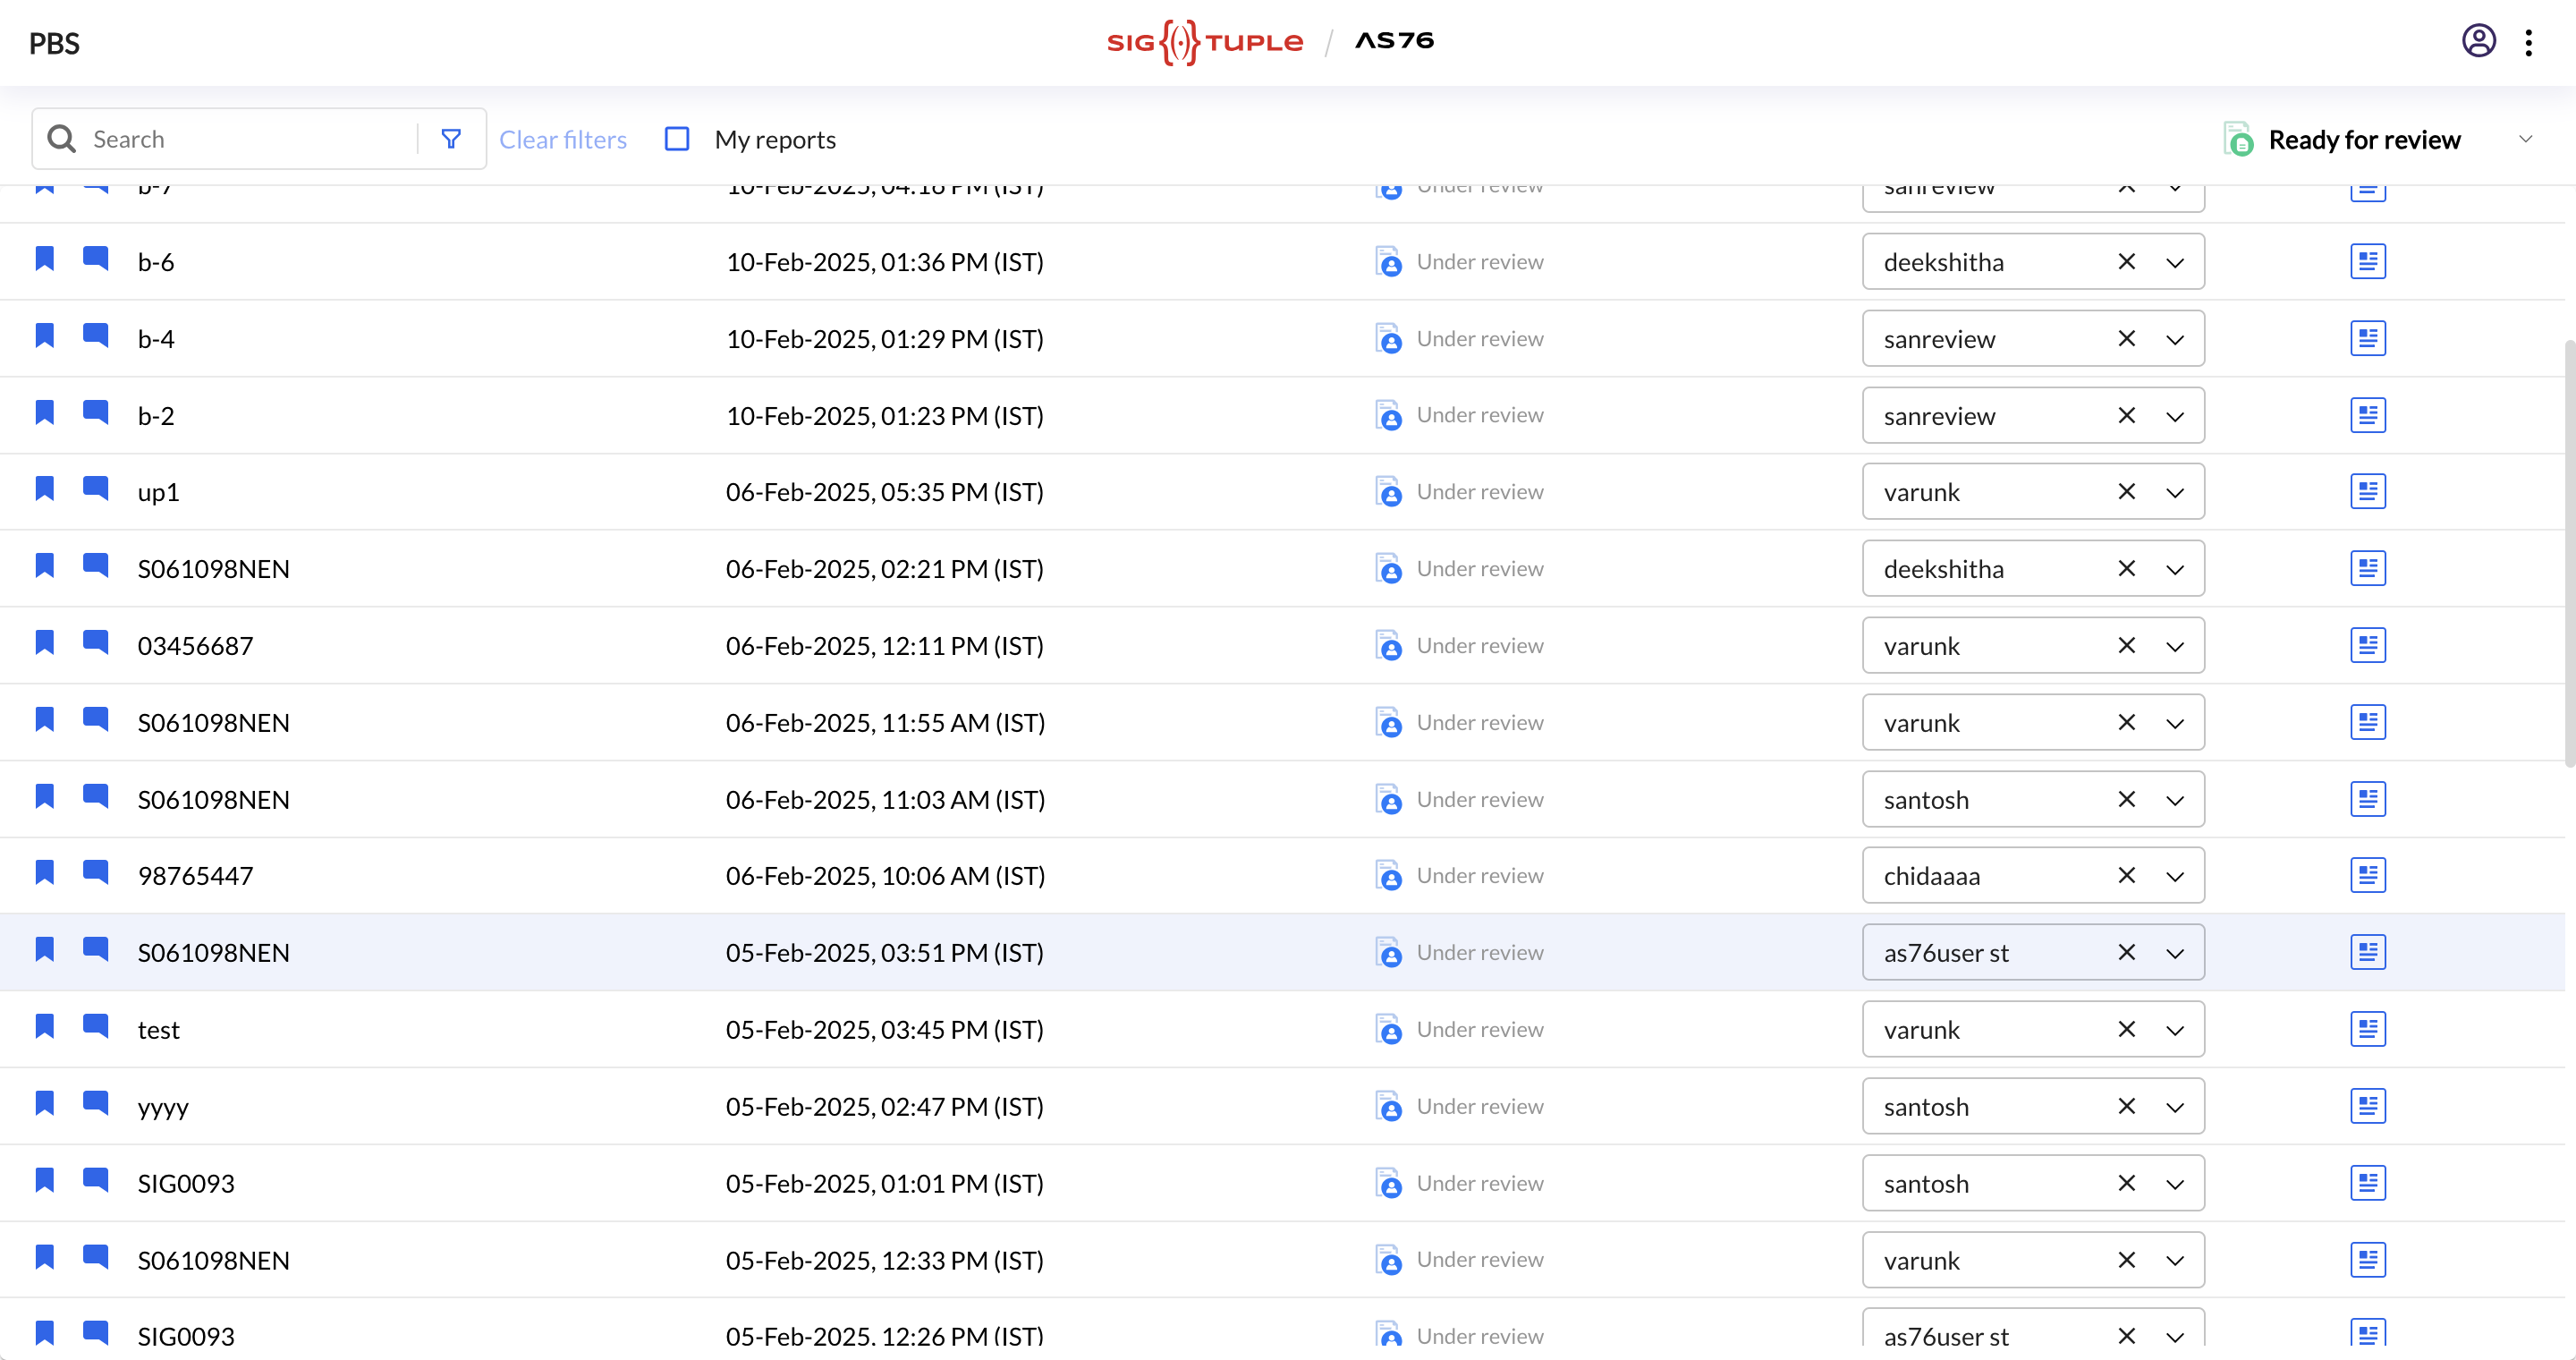 PBS
SIG{(·)}TUPLE / AS76
Search
Clear filters
My reports
Ready for review
b-7 10-Feb-2025, 04:16 PM (IST) Under review sanreview
b-6 10-Feb-2025, 01:36 PM (IST) Under review deekshitha
b-4 10-Feb-2025, 01:29 PM (IST) Under review sanreview
b-2 10-Feb-2025, 01:23 PM (IST) Under review sanreview
up1 06-Feb-2025, 05:35 PM (IST) Under review varunk
S061098NEN 06-Feb-2025, 02:21 PM (IST) Under review deekshitha
03456687 06-Feb-2025, 12:11 PM (IST) Under review varunk
S061098NEN 06-Feb-2025, 11:55 AM (IST) Under review varunk
S061098NEN 06-Feb-2025, 11:03 AM (IST) Under review santosh
98765447 06-Feb-2025, 10:06 AM (IST) Under review chidaaaa
S061098NEN 05-Feb-2025, 03:51 PM (IST) Under review as76user st
test 05-Feb-2025, 03:45 PM (IST) Under review varunk
yyyy 05-Feb-2025, 02:47 PM (IST) Under review santosh
SIG0093 05-Feb-2025, 01:01 PM (IST) Under review santosh
S061098NEN 05-Feb-2025, 12:33 PM (IST) Under review varunk
SIG0093 05-Feb-2025, 12:26 PM (IST) Under review as76user st